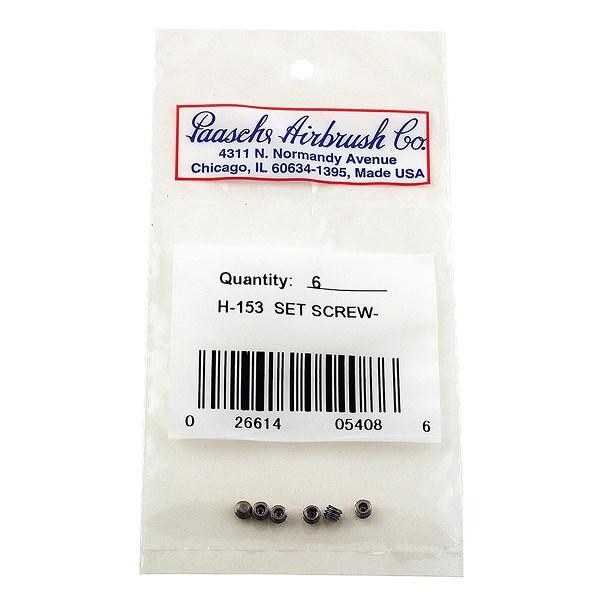 Paasche Airbrush Co.
4311 N. Normandy Avenue
Chicago, IL 60634-1395, Made USA
Quantity: 6
H-153 SET SCREW-
0 26614 05408 6